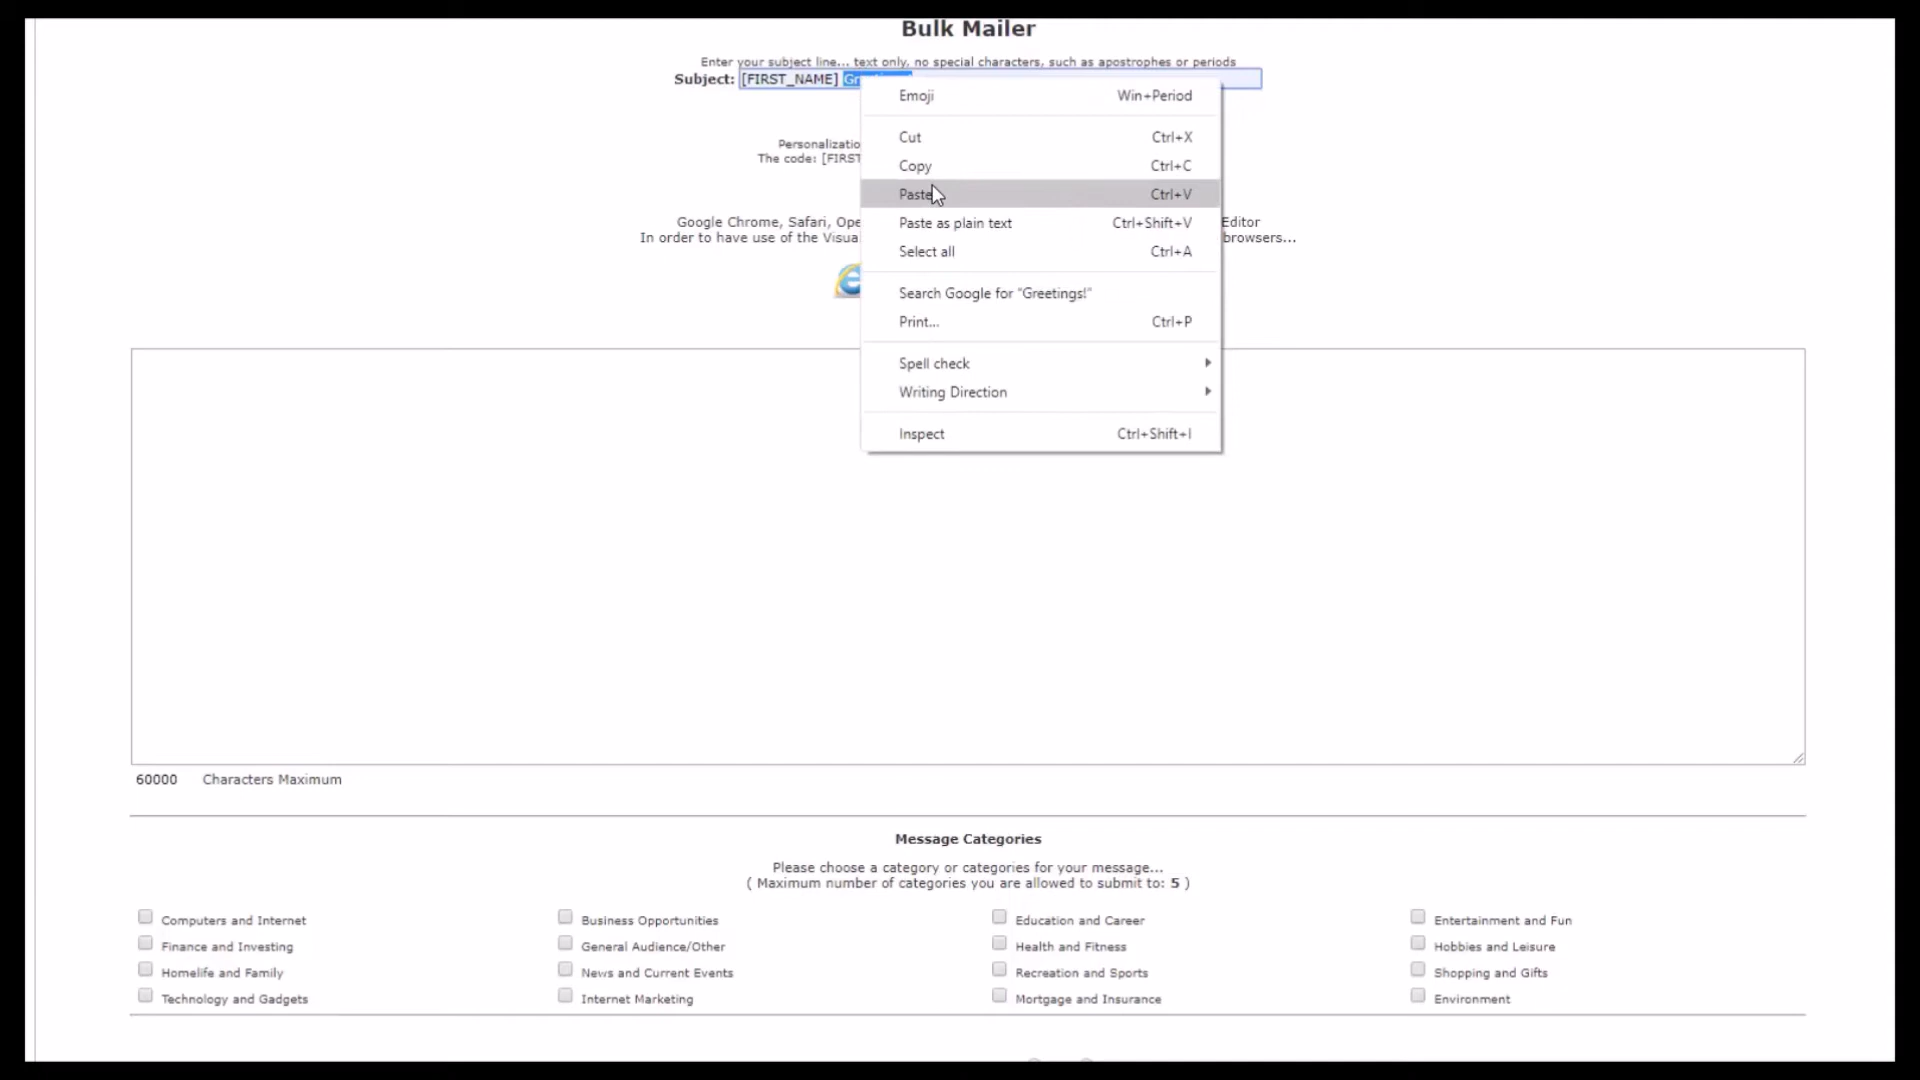 Bulk Mailer
Enter your subject line... text only, no special characters, such as apostrophes or periods
Subject: [FIRST_NAME]
Emoji Win+Period
Cut Ctrl+X
Copy Ctrl+C
Paste Ctrl+V
Paste as plain text Ctrl+Shift+V
Select all Ctrl+A
Search Google for "Greetings!"
Print... Ctrl+P
Spell check
Writing Direction
Inspect Ctrl+Shift+I
The code:
Google Chrome, Safari, Editor
In order to have use of the browsers...
60000 Characters Maximum
Message Categories
Please choose a category or categories for your message...
( Maximum number of categories you are allowed to submit to: 5 )
Computers and Internet Business Opportunities Education and Career Entertainment and Fun
Finance and Investing General Audience/Other Health and Fitness Hobbies and Leisure
Homelife and Family News and Current Events Recreation and Sports Shopping and Gifts
Technology and Gadgets Internet Marketing Mortgage and Insurance Environment